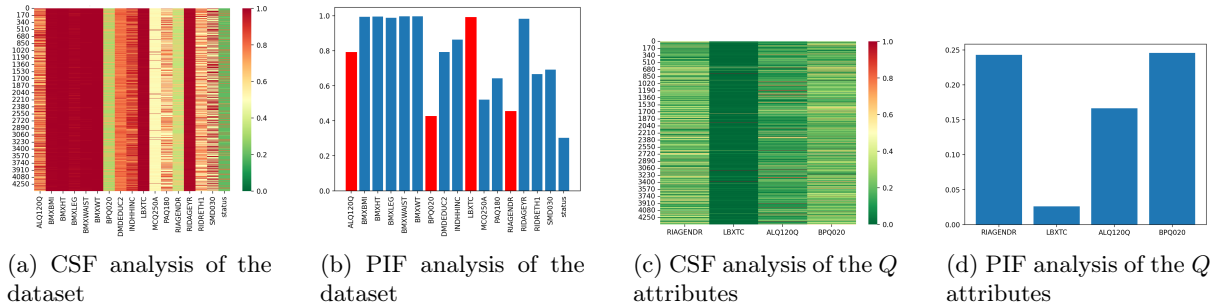 0
170
340
510
680
850
1020
1190
1360
1530
1700
1870
2040
2210
2380
2550
2720
2890
3060
3230
3400
3570
3740
3910
4080
4250
ALQ120Q
BMXBMI
BMXHT
BMXLEG
BMXWAIST
BMXWT
BPQ020
DMDEDUC2
INDHHINC
LBXTC
MCQ250A
PAQ180
RIAGENDR
RIDAGEYR
RIDRETH1
SMD030
status
1.0
0.8
0.6
0.4
0.2
0.0
(a) CSF analysis of the
dataset
1.0
0.8
0.6
0.4
0.2
0.0
ALQ120Q
BMXBMI
BMXHT
BMXLEG
BMXWAIST
BMXWT
BPQ020
DMDEDUC2
INDHHINC
LBXTC
MCQ250A
PAQ180
RIAGENDR
RIDAGEYR
RIDRETH1
SMD030
status
(b) PIF analysis of the
dataset
0
170
340
510
680
850
1020
1190
1360
1530
1700
1870
2040
2210
2380
2550
2720
2890
3060
3230
3400
3570
3740
3910
4080
4250
RIAGENDR LBXTC ALQ120Q BPQ020
1.0
0.8
0.6
0.4
0.2
0.0
(c) CSF analysis of the Q
attributes
0.25
0.20
0.15
0.10
0.05
0.00
RIAGENDR LBXTC ALQ120Q BPQ020
(d) PIF analysis of the Q
attributes